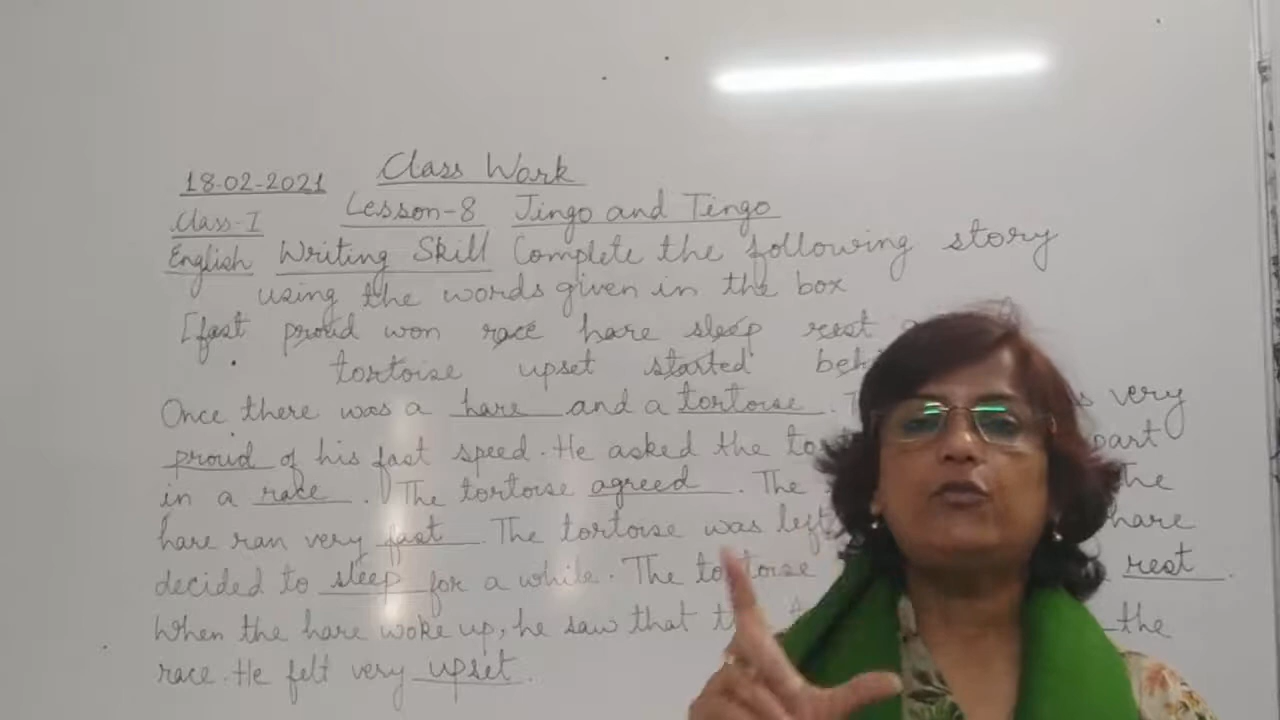 Class Work
18-02-2021
Lesson-8 Jingo and Tingo
Class-I
English Writing Skill Complete the following story
using the words given in the box
[fast proud won race hare sleep rest
tortoise upset started
Once there was a hare and a tortoise. very
proud of his fast speed. He asked the part
in a race. The tortoise agreed. The The
hare ran very fast. The tortoise was left hare
decided to sleep for a while. The tortoise rest.
When the hare woke up, he saw that the
race. He felt very upset.